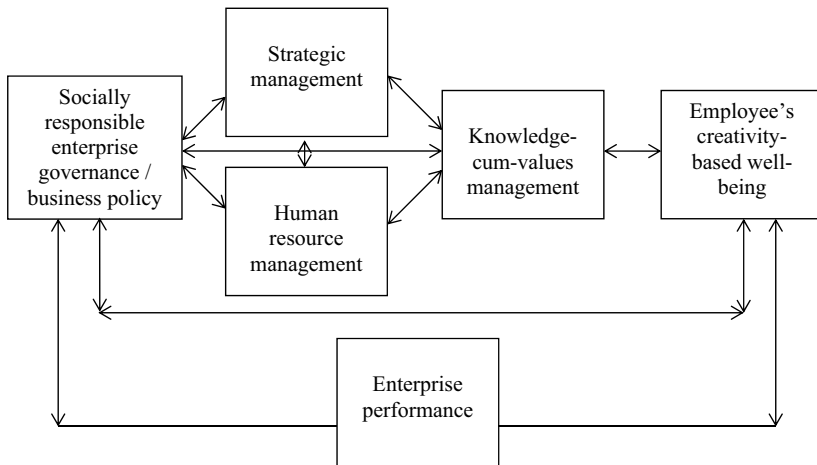 Strategic
management
Socially
responsible
enterprise
governance /
business policy
Knowledge-
cum-values
management
Employee’s
creativity-
based well-
being
Human
resource
management
Enterprise
performance